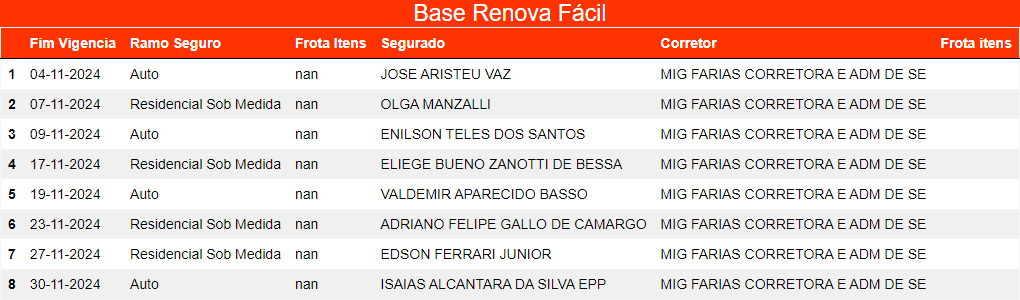 Base Renova Fácil
Fim Vigencia Ramo Seguro Frota Itens Segurado Corretor Frota itens
1 04-11-2024 Auto nan JOSE ARISTEU VAZ MIG FARIAS CORRETORA E ADM DE SE
2 07-11-2024 Residencial Sob Medida nan OLGA MANZALLI MIG FARIAS CORRETORA E ADM DE SE
3 09-11-2024 Auto nan ENILSON TELES DOS SANTOS MIG FARIAS CORRETORA E ADM DE SE
4 17-11-2024 Residencial Sob Medida nan ELIEGE BUENO ZANOTTI DE BESSA MIG FARIAS CORRETORA E ADM DE SE
5 19-11-2024 Auto nan VALDEMIR APARECIDO BASSO MIG FARIAS CORRETORA E ADM DE SE
6 23-11-2024 Residencial Sob Medida nan ADRIANO FELIPE GALLO DE CAMARGO MIG FARIAS CORRETORA E ADM DE SE
7 27-11-2024 Residencial Sob Medida nan EDSON FERRARI JUNIOR MIG FARIAS CORRETORA E ADM DE SE
8 30-11-2024 Auto nan ISAIAS ALCANTARA DA SILVA EPP MIG FARIAS CORRETORA E ADM DE SE